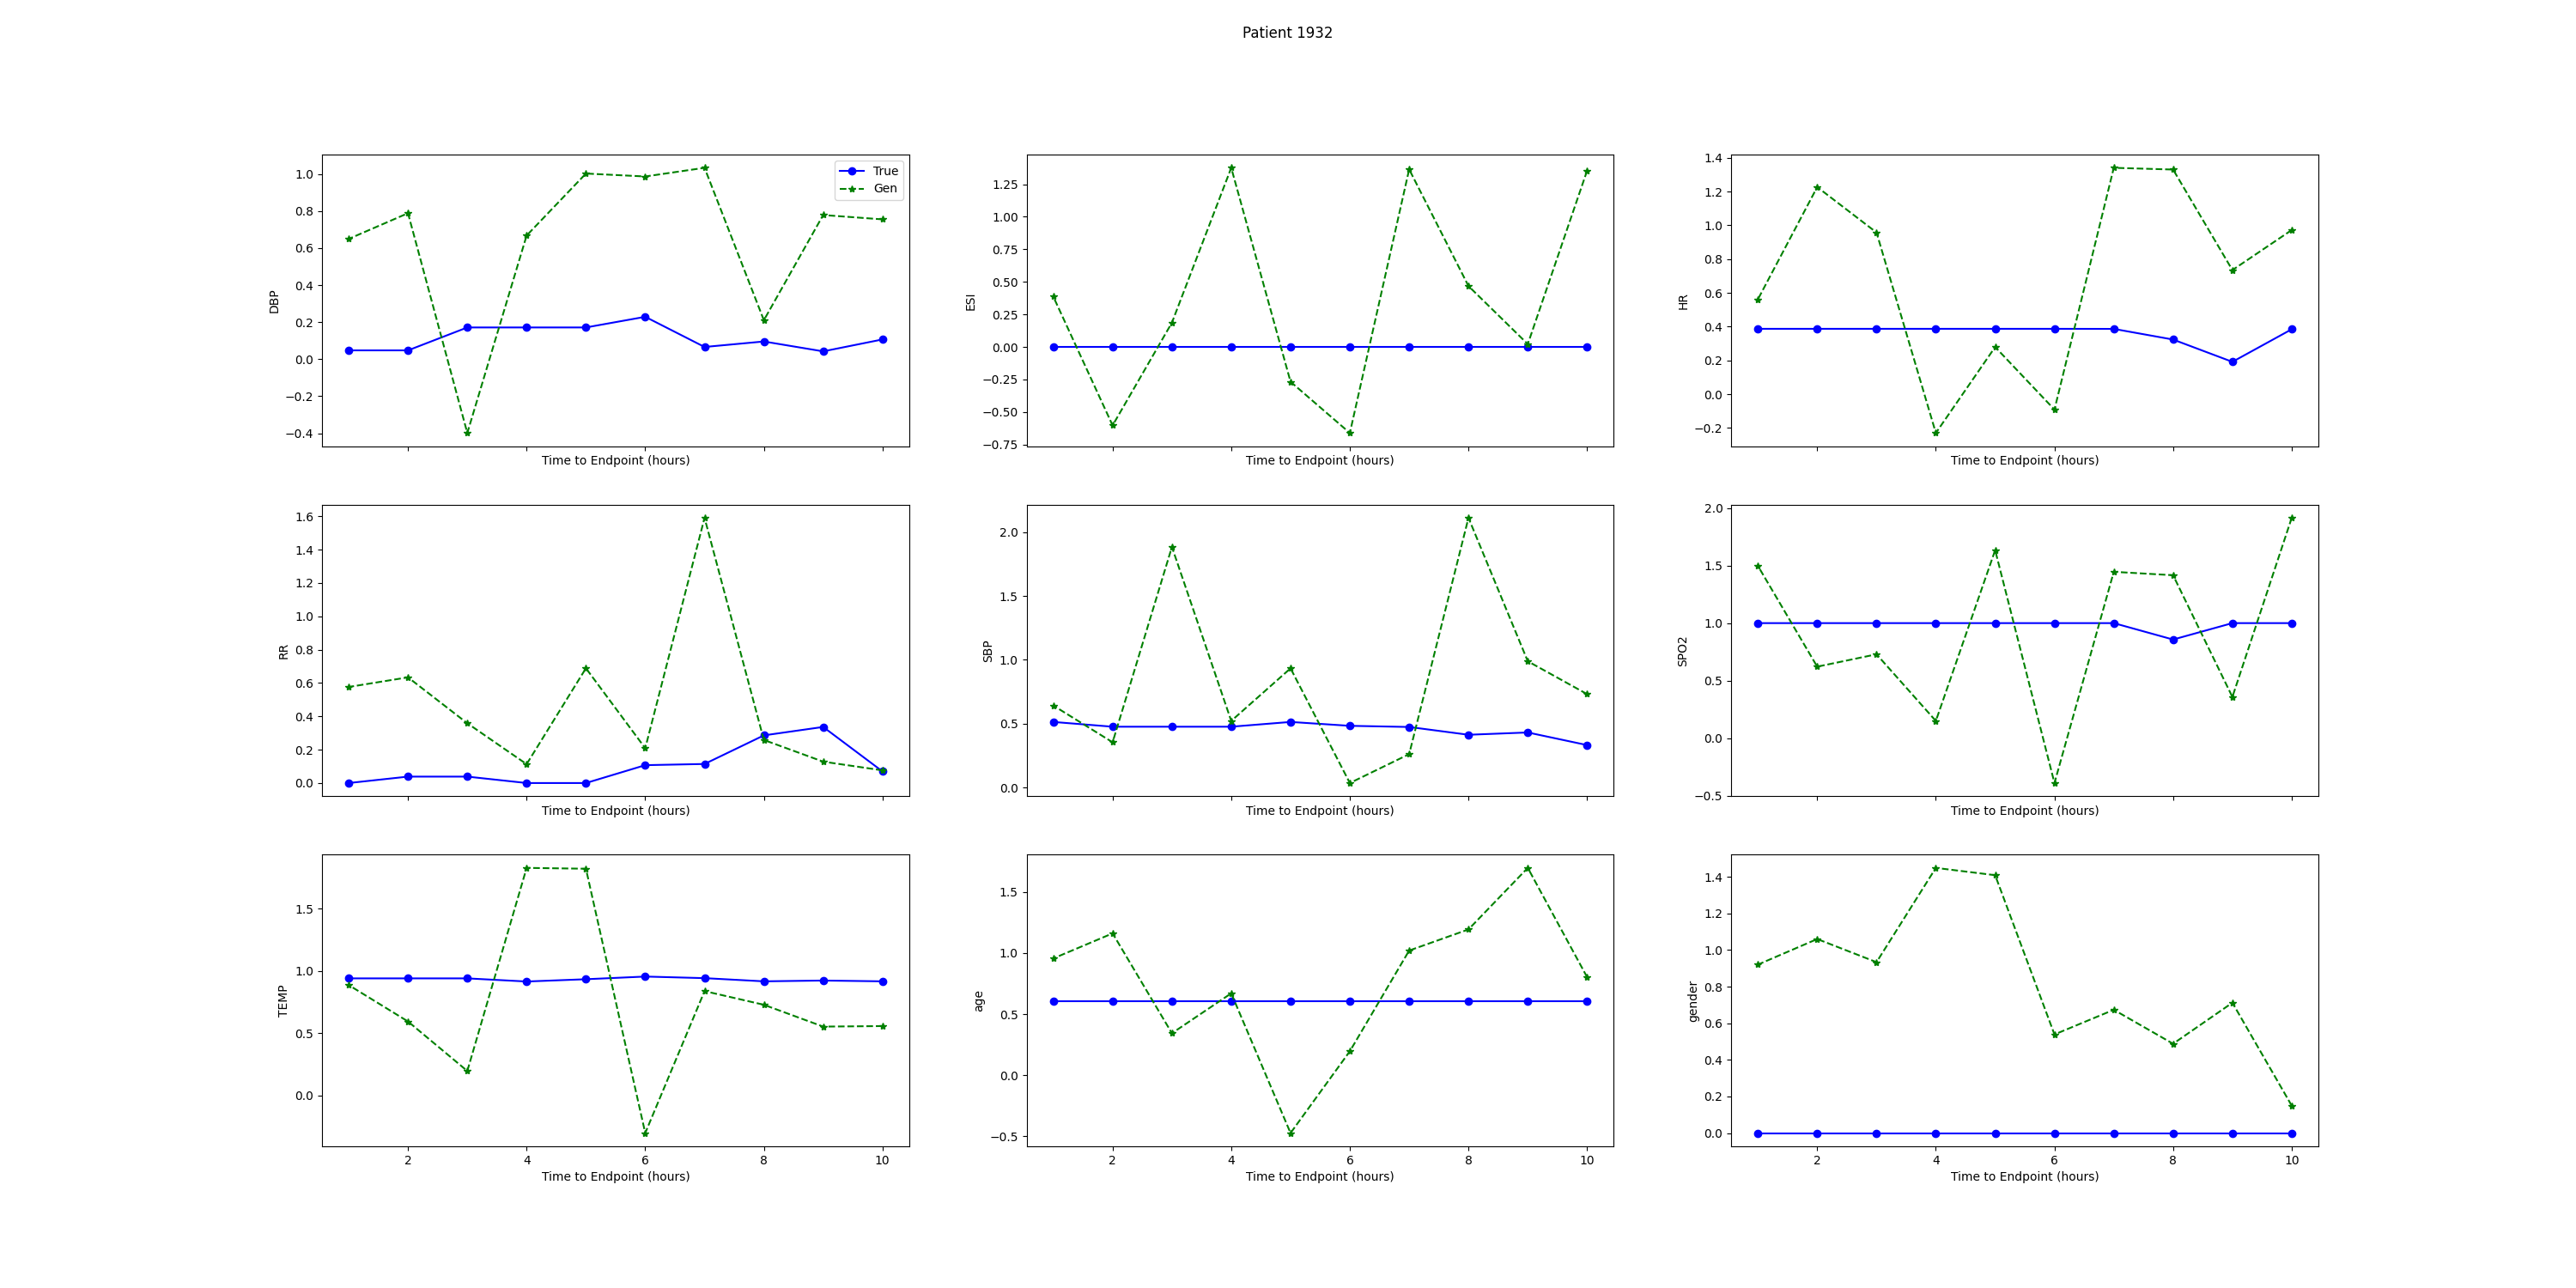 Patient 1932
True
Gen
DBP
1.0
0.8
0.6
0.4
0.2
0.0
−0.2
−0.4
Time to Endpoint (hours)
ESI
1.25
1.00
0.75
0.50
0.25
0.00
−0.25
−0.50
−0.75
Time to Endpoint (hours)
HR
1.4
1.2
1.0
0.8
0.6
0.4
0.2
0.0
−0.2
Time to Endpoint (hours)
RR
1.6
1.4
1.2
1.0
0.8
0.6
0.4
0.2
0.0
Time to Endpoint (hours)
SBP
2.0
1.5
1.0
0.5
0.0
Time to Endpoint (hours)
SPO2
2.0
1.5
1.0
0.5
0.0
−0.5
Time to Endpoint (hours)
TEMP
1.5
1.0
0.5
0.0
2 4 6 8 10
Time to Endpoint (hours)
age
1.5
1.0
0.5
0.0
−0.5
2 4 6 8 10
Time to Endpoint (hours)
gender
1.4
1.2
1.0
0.8
0.6
0.4
0.2
0.0
2 4 6 8 10
Time to Endpoint (hours)